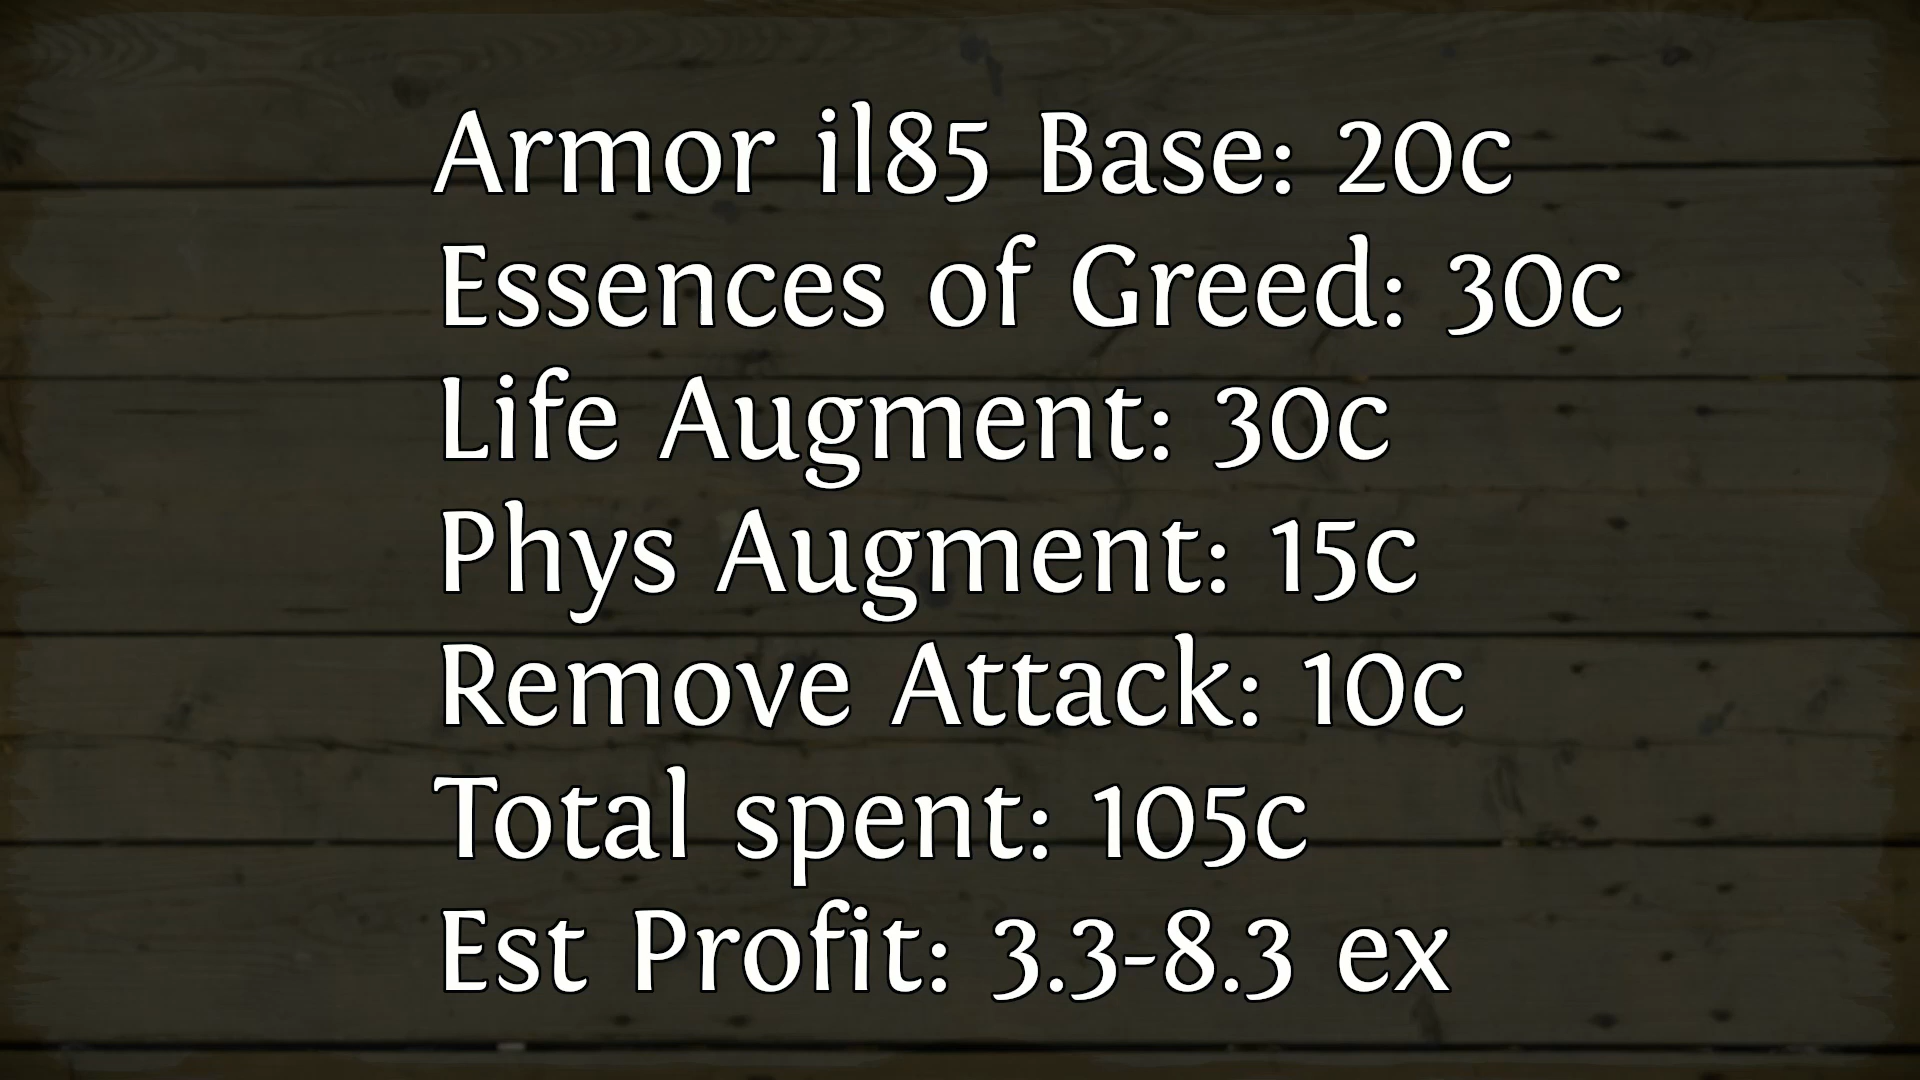 Armor il85 Base: 20c
Essences of Greed: 30c
Life Augment: 30c
Phys Augment: 15c
Remove Attack: 10c
Total spent: 105c
Est Profit: 3.3-8.3 ex